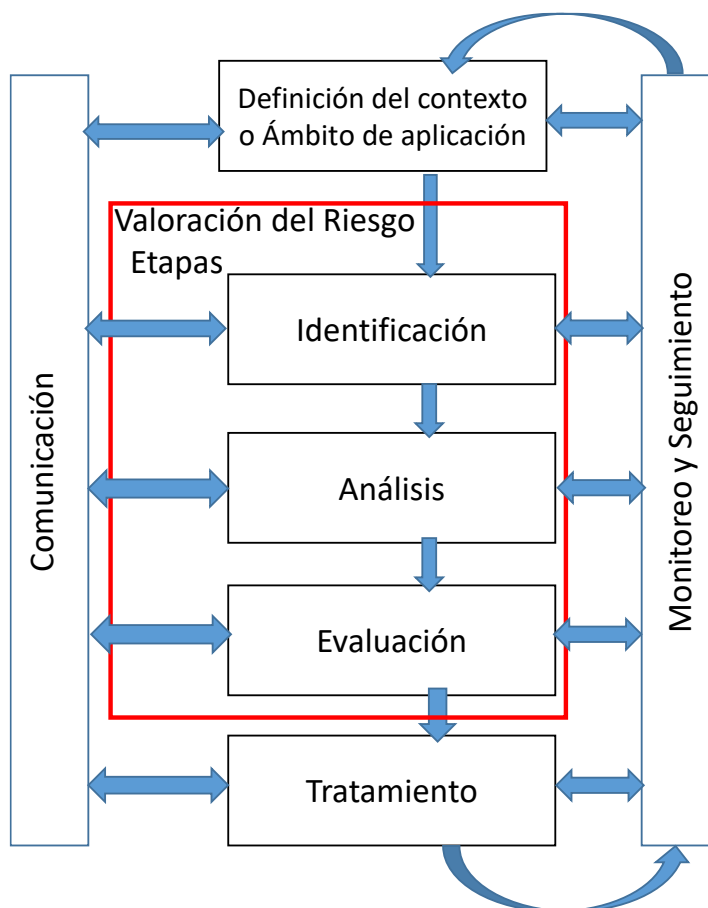 Definición del contexto
o Ámbito de aplicación
Valoración del Riesgo
Etapas
Identificación
Análisis
Evaluación
Tratamiento
Comunicación
Monitoreo y Seguimiento